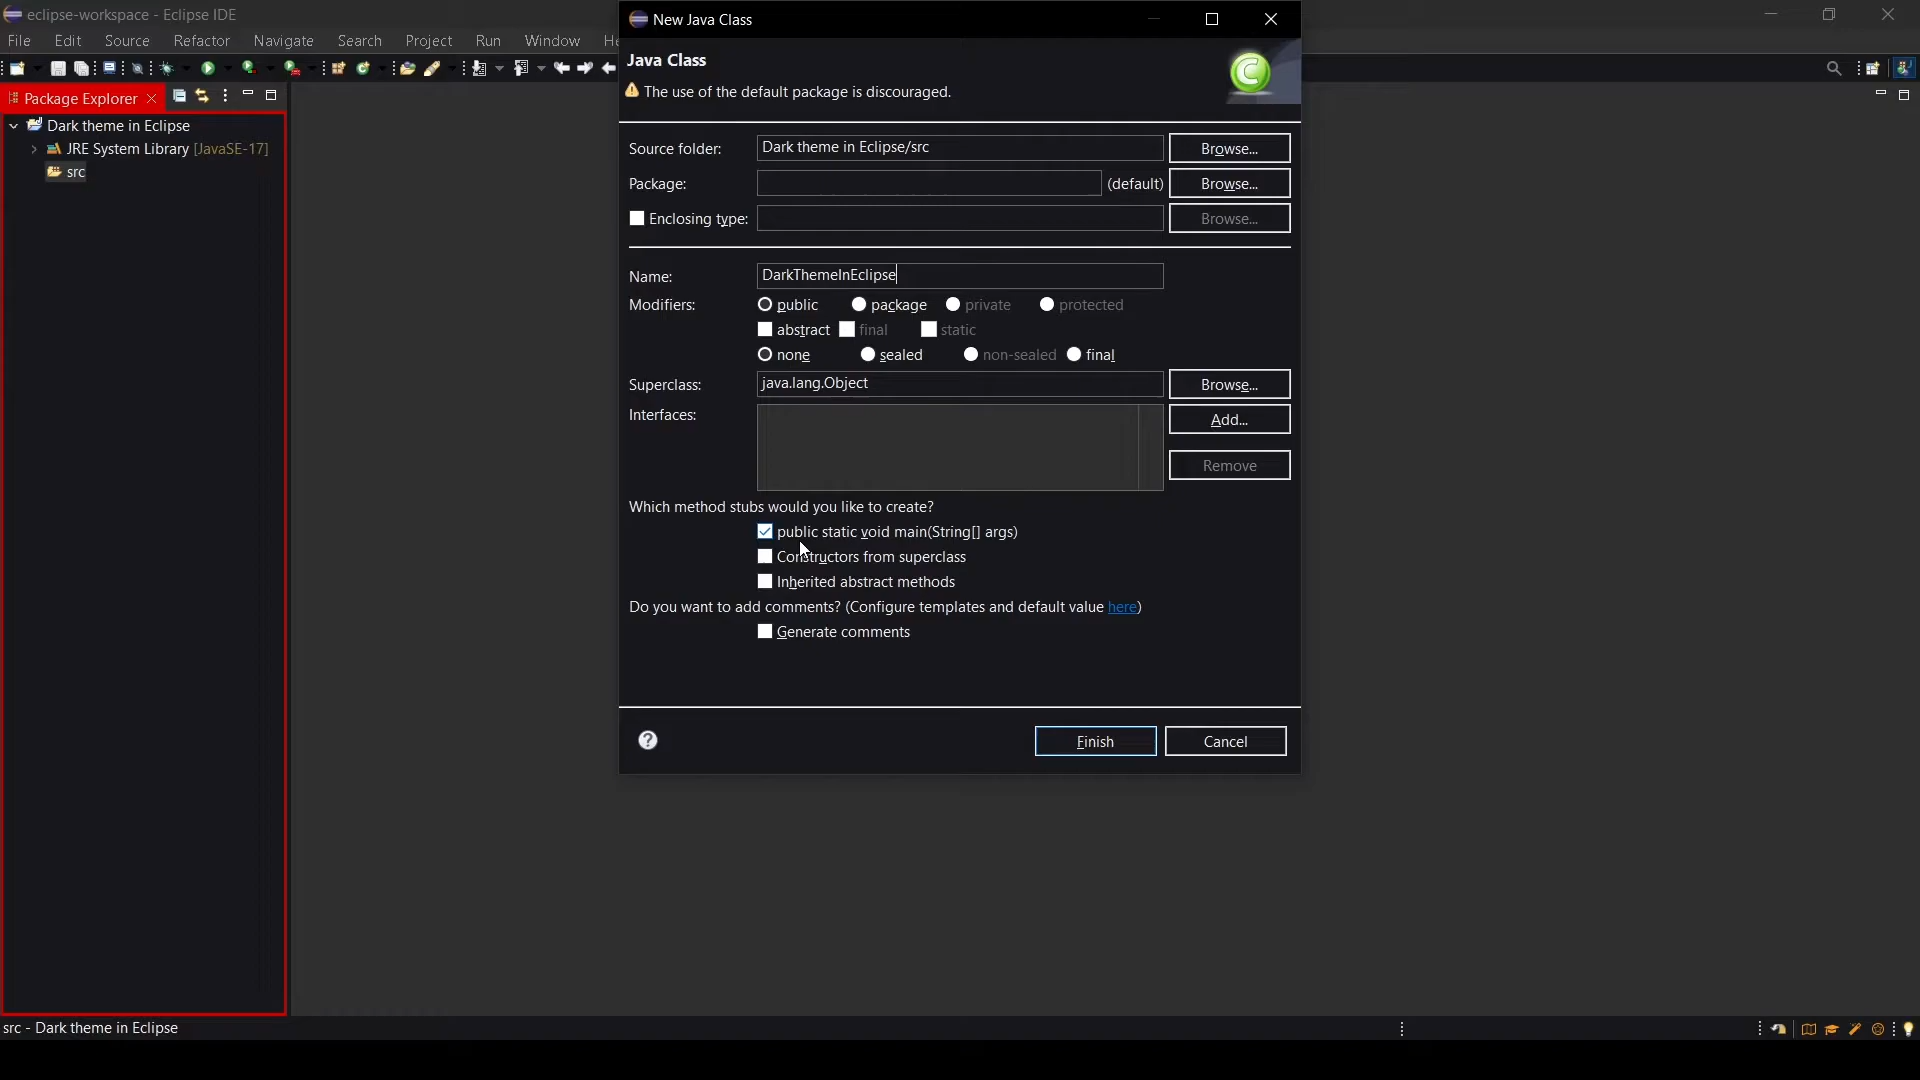 eclipse-workspace - Eclipse IDE
File Edit Source Refactor Navigate Search Project Run Window He
Package Explorer
Dark theme in Eclipse
JRE System Library [JavaSE-17]
src
New Java Class
Java Class
The use of the default package is discouraged.
Source folder: Dark theme in Eclipse/src Browse...
Package: (default) Browse...
Enclosing type: Browse...
Name: DarkThemeInEclipse
Modifiers: public package private protected
abstract final static
none sealed non-sealed final
Superclass: java.lang.Object Browse...
Interfaces: Add...
Remove
Which method stubs would you like to create?
public static void main(String[] args)
Constructors from superclass
Inherited abstract methods
Do you want to add comments? (Configure templates and default value here)
Generate comments
Finish Cancel
src - Dark theme in Eclipse